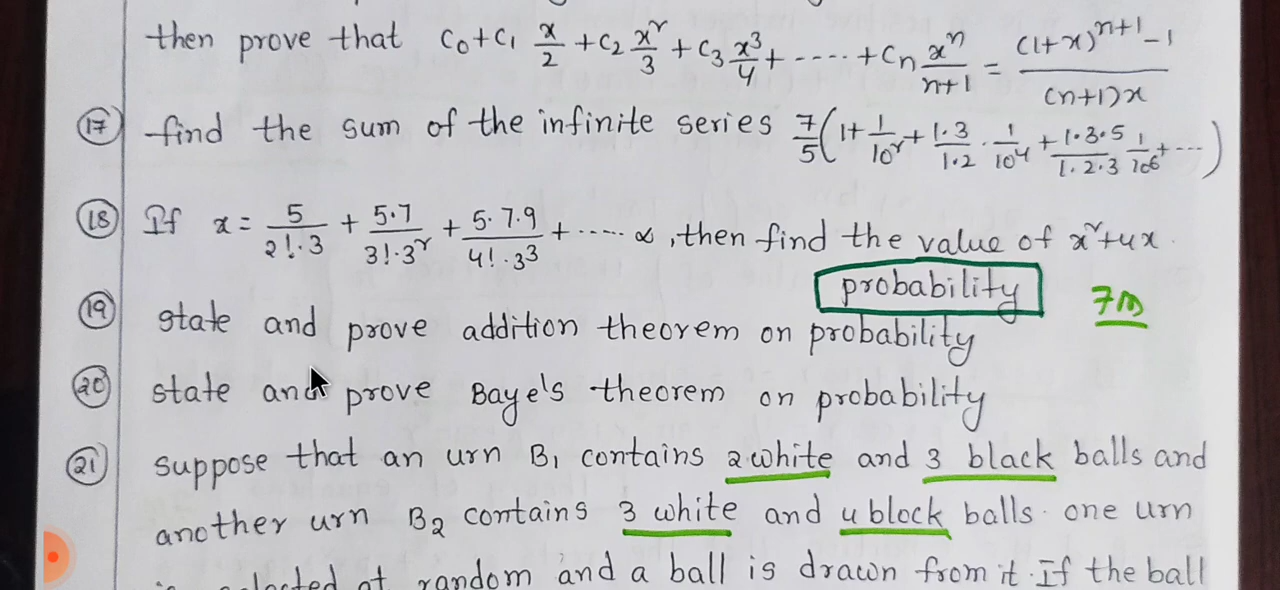 then prove that C₀+C₁ x/2 +C₂ x²/3 +C₃ x³/4 + ----- +Cₙ xⁿ/n+1 = (1+x)ⁿ⁺¹-1/(n+1)x
17 find the sum of the infinite series 7/5(1+ 1/10² + 1.3/1.2 . 1/10⁴ + 1.3.5/1.2.3 1/10⁶ + ---)
18 If x= 5/2!.3 + 5.7/3!.3² + 5.7.9/4!.3³ + ----- ∞, then find the value of x²+4x
probability
7M
19 state and prove addition theorem on probability
20 state and prove Baye's theorem on probability
21 suppose that an urn B₁ contains 2 white and 3 black balls and
another urn B₂ contains 3 white and 4 block balls. one urn
is selected at random and a ball is drawn from it. If the ball